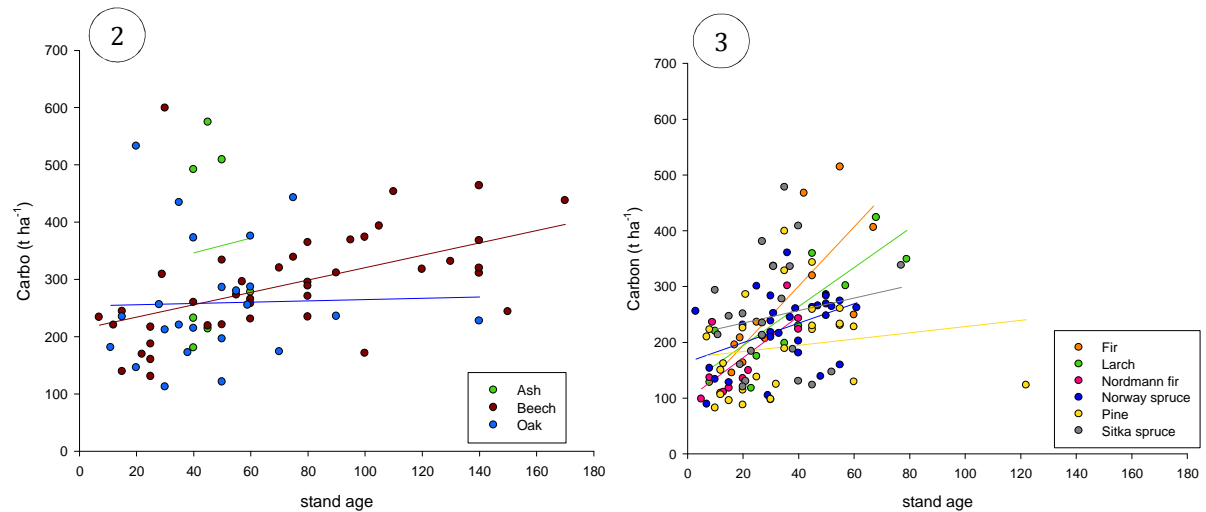 2
700
600
500
400
300
200
100
0
Carbo (t ha-1)
0 20 40 60 80 100 120 140 160 180
stand age
Ash
Beech
Oak
3
700
600
500
400
300
200
100
0
Carbon (t ha-1)
0 20 40 60 80 100 120 140 160 180
stand age
Fir
Larch
Nordmann fir
Norway spruce
Pine
Sitka spruce